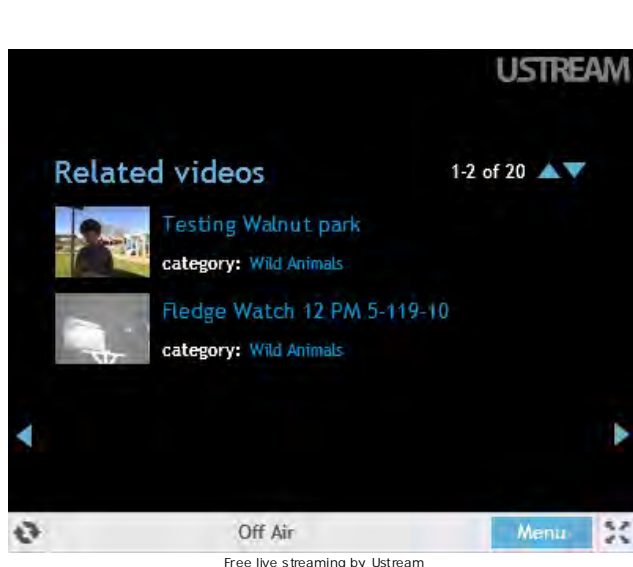 USTREAM
Related videos
1-2 of 20
Testing Walnut park
category: Wild Animals
Fledge Watch 12 PM 5-119-10
category: Wild Animals
Off Air
Menu
Free live streaming by Ustream